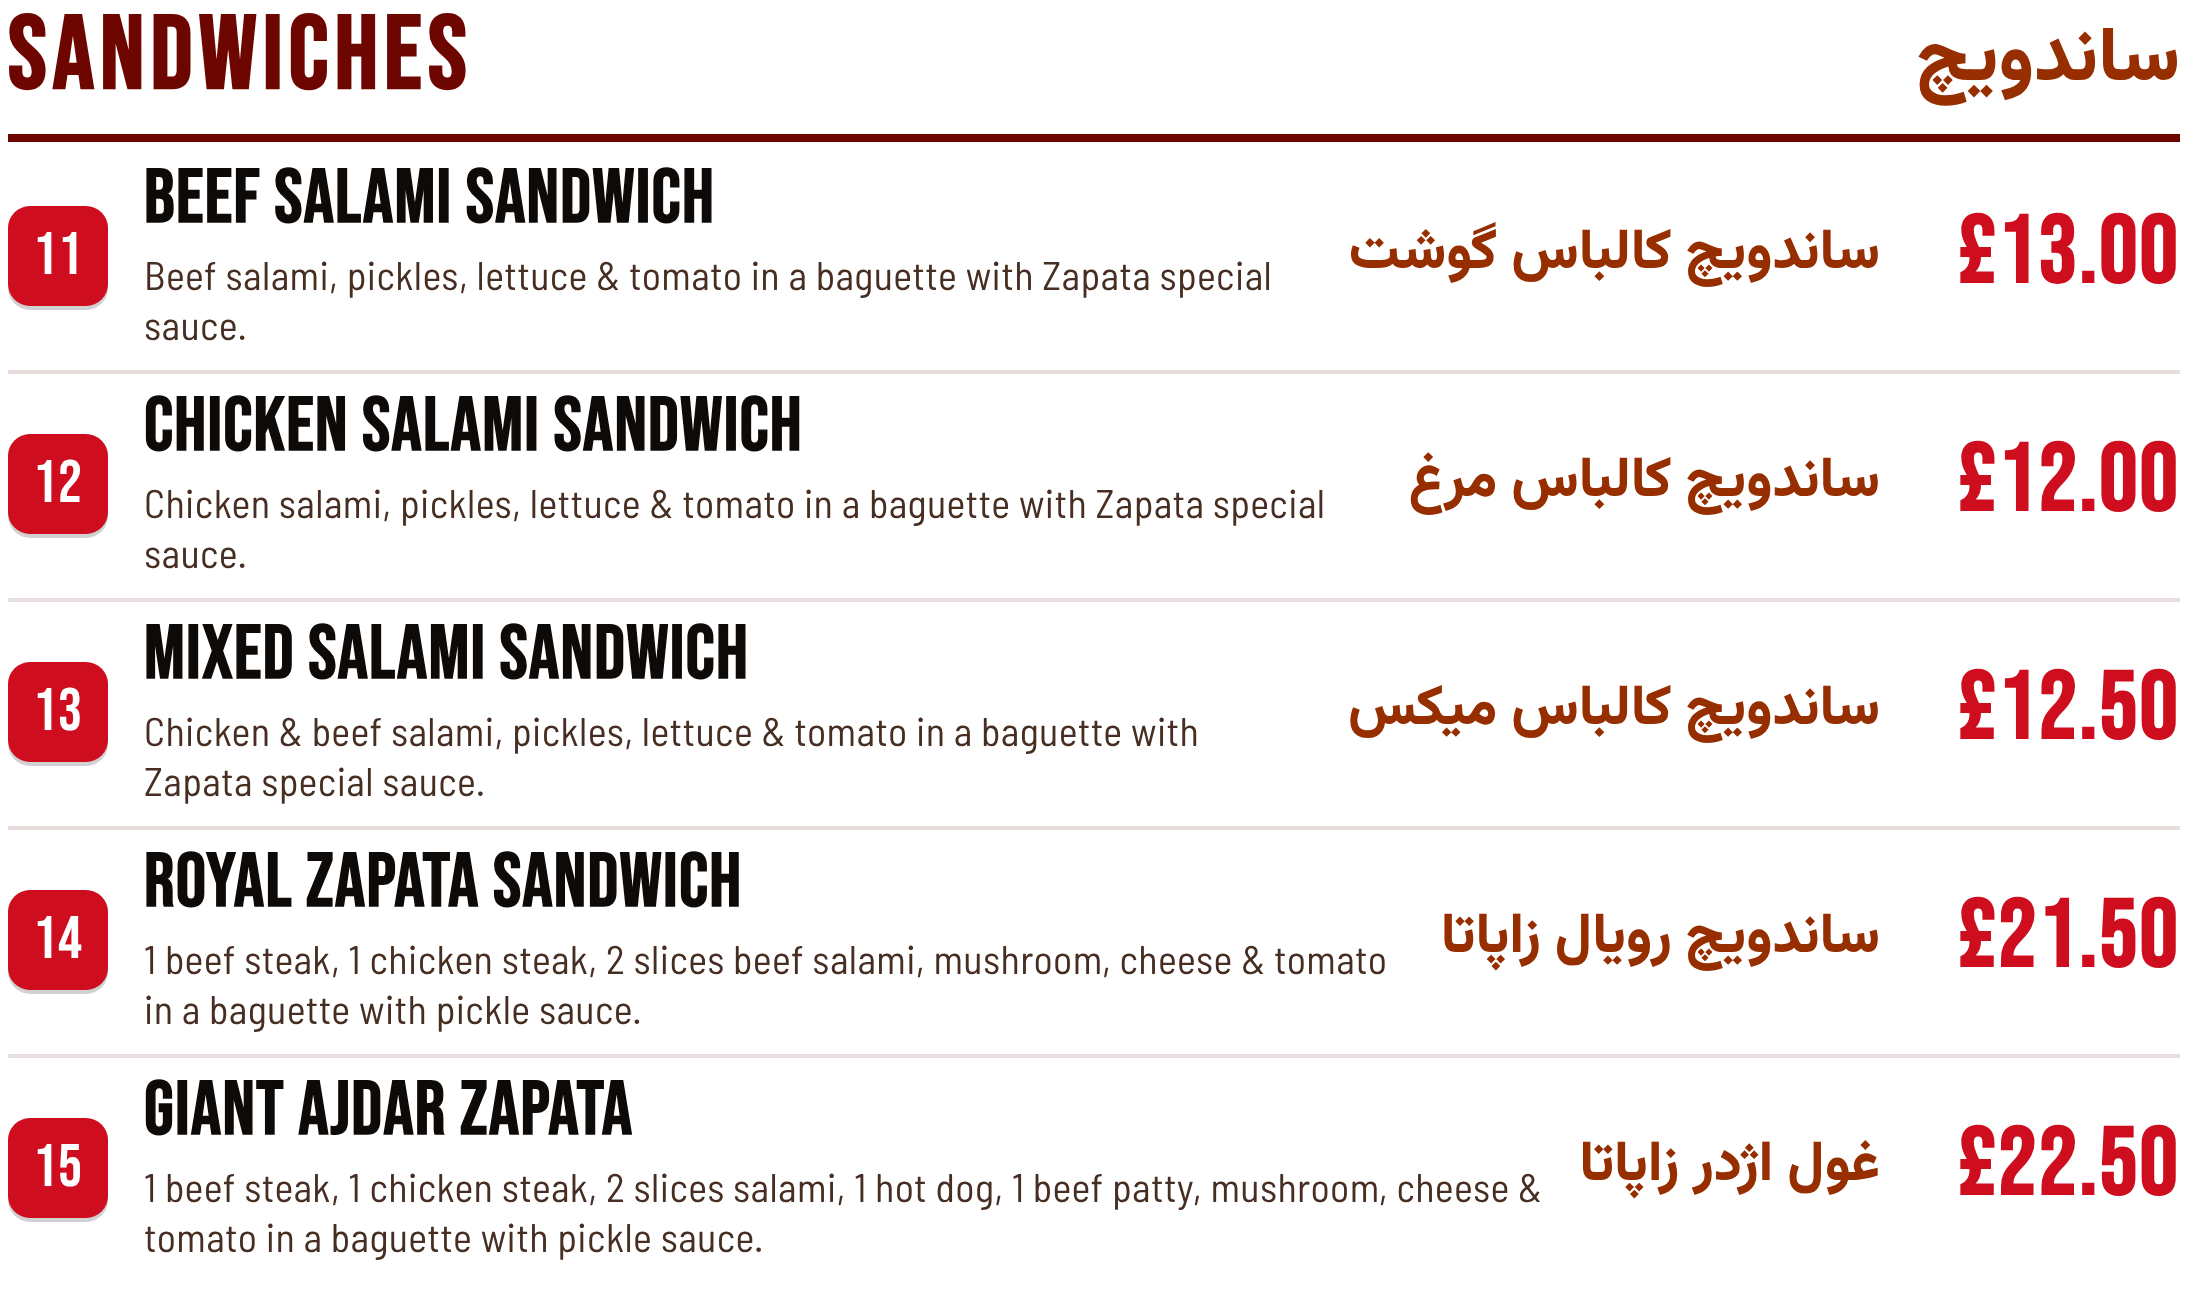 SANDWICHES
ساندویچ
11
BEEF SALAMI SANDWICH
Beef salami, pickles, lettuce & tomato in a baguette with Zapata special
sauce.
ساندویچ کالباس گوشت
£13.00
12
CHICKEN SALAMI SANDWICH
Chicken salami, pickles, lettuce & tomato in a baguette with Zapata special
sauce.
ساندویچ کالباس مرغ
£12.00
13
MIXED SALAMI SANDWICH
Chicken & beef salami, pickles, lettuce & tomato in a baguette with
Zapata special sauce.
ساندویچ کالباس میکس
£12.50
14
ROYAL ZAPATA SANDWICH
1 beef steak, 1 chicken steak, 2 slices beef salami, mushroom, cheese & tomato
in a baguette with pickle sauce.
ساندویچ رویال زاپاتا
£21.50
15
GIANT AJDAR ZAPATA
1 beef steak, 1 chicken steak, 2 slices salami, 1 hot dog, 1 beef patty, mushroom, cheese &
tomato in a baguette with pickle sauce.
غول اژدر زاپاتا
£22.50